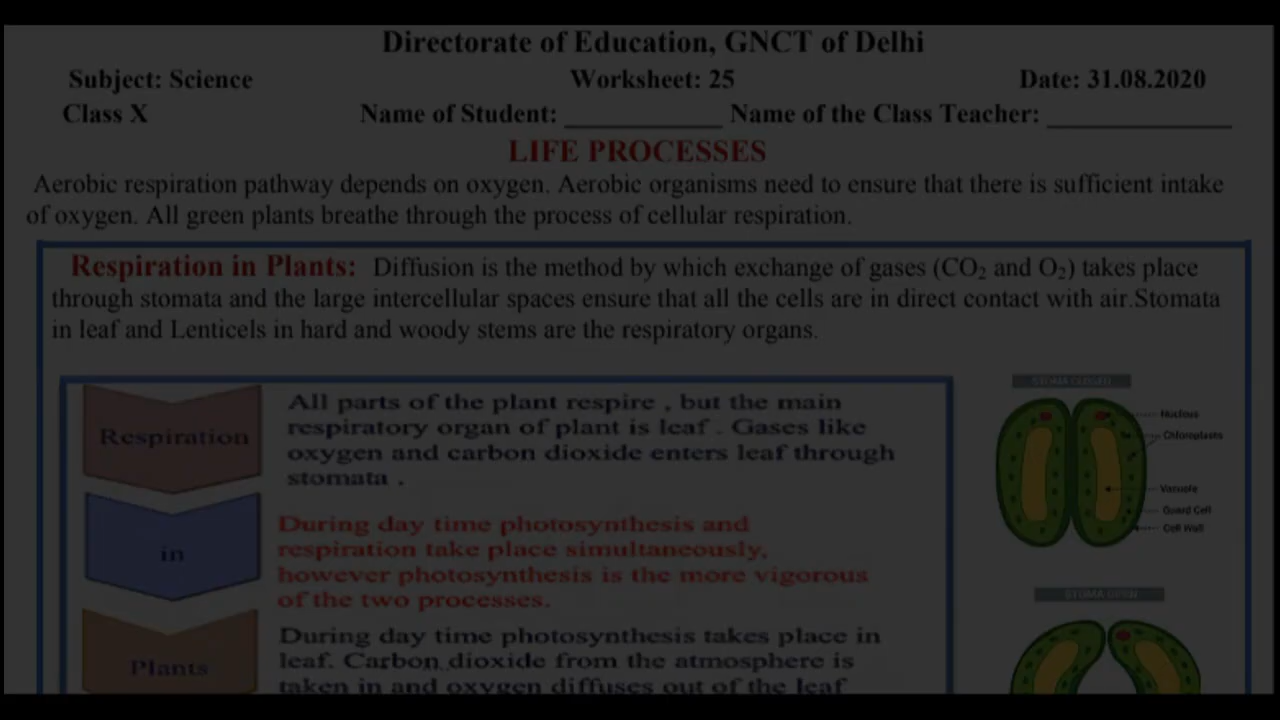 Directorate of Education, GNCT of Delhi
Subject: Science Worksheet: 25 Date: 31.08.2020
Class X Name of Student: ___________ Name of the Class Teacher: _____________
LIFE PROCESSES
Aerobic respiration pathway depends on oxygen. Aerobic organisms need to ensure that there is sufficient intake
of oxygen. All green plants breathe through the process of cellular respiration.
Respiration in Plants: Diffusion is the method by which exchange of gases (CO₂ and O₂) takes place
through stomata and the large intercellular spaces ensure that all the cells are in direct contact with air.Stomata
in leaf and Lenticels in hard and woody stems are the respiratory organs.
Respiration
All parts of the plant respire , but the main
respiratory organ of plant is leaf . Gases like
oxygen and carbon dioxide enters leaf through
stomata .
in
During day time photosynthesis and
respiration take place simultaneously,
however photosynthesis is the more vigorous
of the two processes.
Plants
During day time photosynthesis takes place in
leaf. Carbon dioxide from the atmosphere is
taken in and oxygen diffuses out of the leaf
STOMA CLOSED
Nucleus
Chloroplasts
Vacuole
Guard Cell
Cell Wall
STOMA OPEN